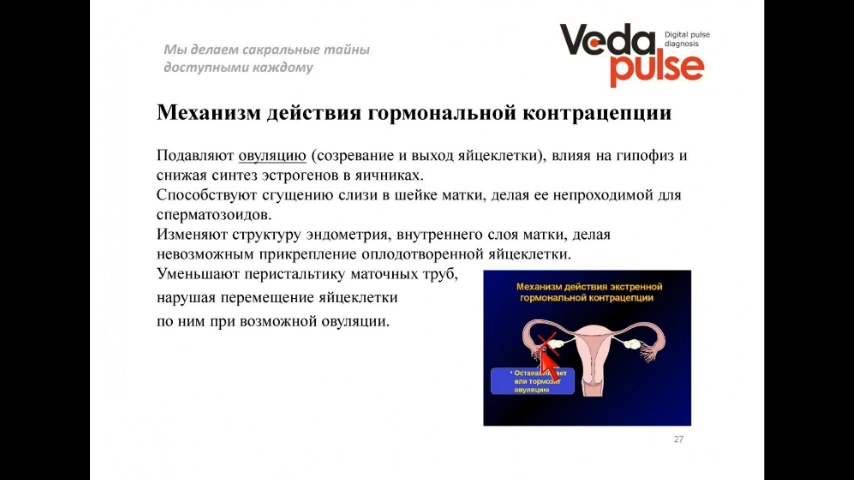 Мы делаем сакральные тайны
доступными каждому
Veda
pulse
Digital pulse
diagnosis
Механизм действия гормональной контрацепции
Подавляют овуляцию (созревание и выход яйцеклетки), влияя на гипофиз и
снижая синтез эстрогенов в яичниках.
Способствуют сгущению слизи в шейке матки, делая ее непроходимой для
сперматозоидов.
Изменяют структуру эндометрия, внутреннего слоя матки, делая
невозможным прикрепление оплодотворенной яйцеклетки.
Уменьшают перистальтику маточных труб,
нарушая перемещение яйцеклетки
по ним при возможной овуляции.
Механизм действия экстренной
гормональной контрацепции
или тормозит
овуляцию
27